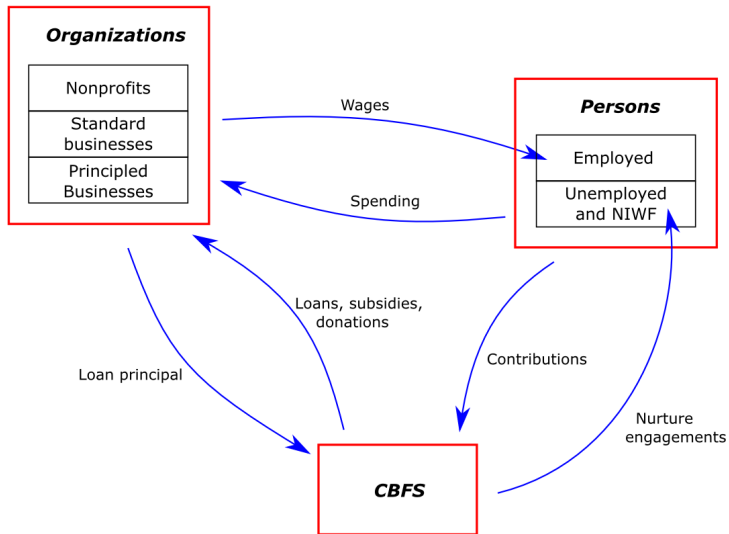 Organizations
Nonprofits
Standard
businesses
Principled
Businesses
Wages
Persons
Employed
Unemployed
and NIWF
Spending
Loans, subsidies,
donations
Loan principal
Contributions
Nurture
engagements
CBFS